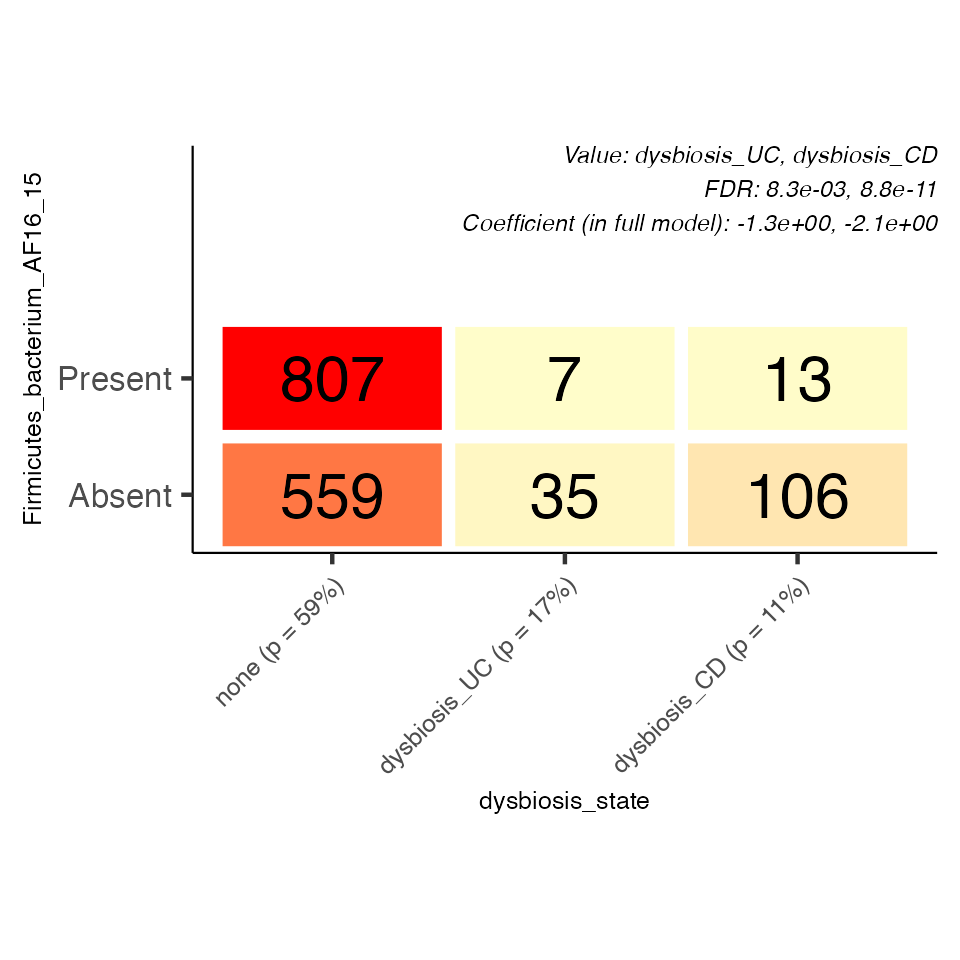 Value: dysbiosis_UC, dysbiosis_CD
FDR: 8.3e-03, 8.8e-11
Coefficient (in full model): -1.3e+00, -2.1e+00
Firmicutes_bacterium_AF16_15
Present
807
7
13
Absent
559
35
106
none (p = 59%)
dysbiosis_UC (p = 17%)
dysbiosis_CD (p = 11%)
dysbiosis_state